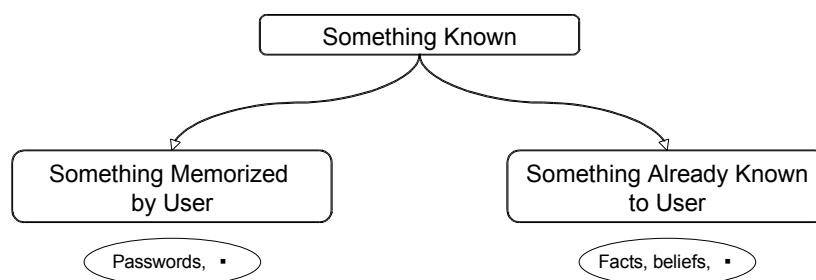 Something Known
Something Memorized
by User
Something Already Known
to User
Passwords, ▪
Facts, beliefs, ▪